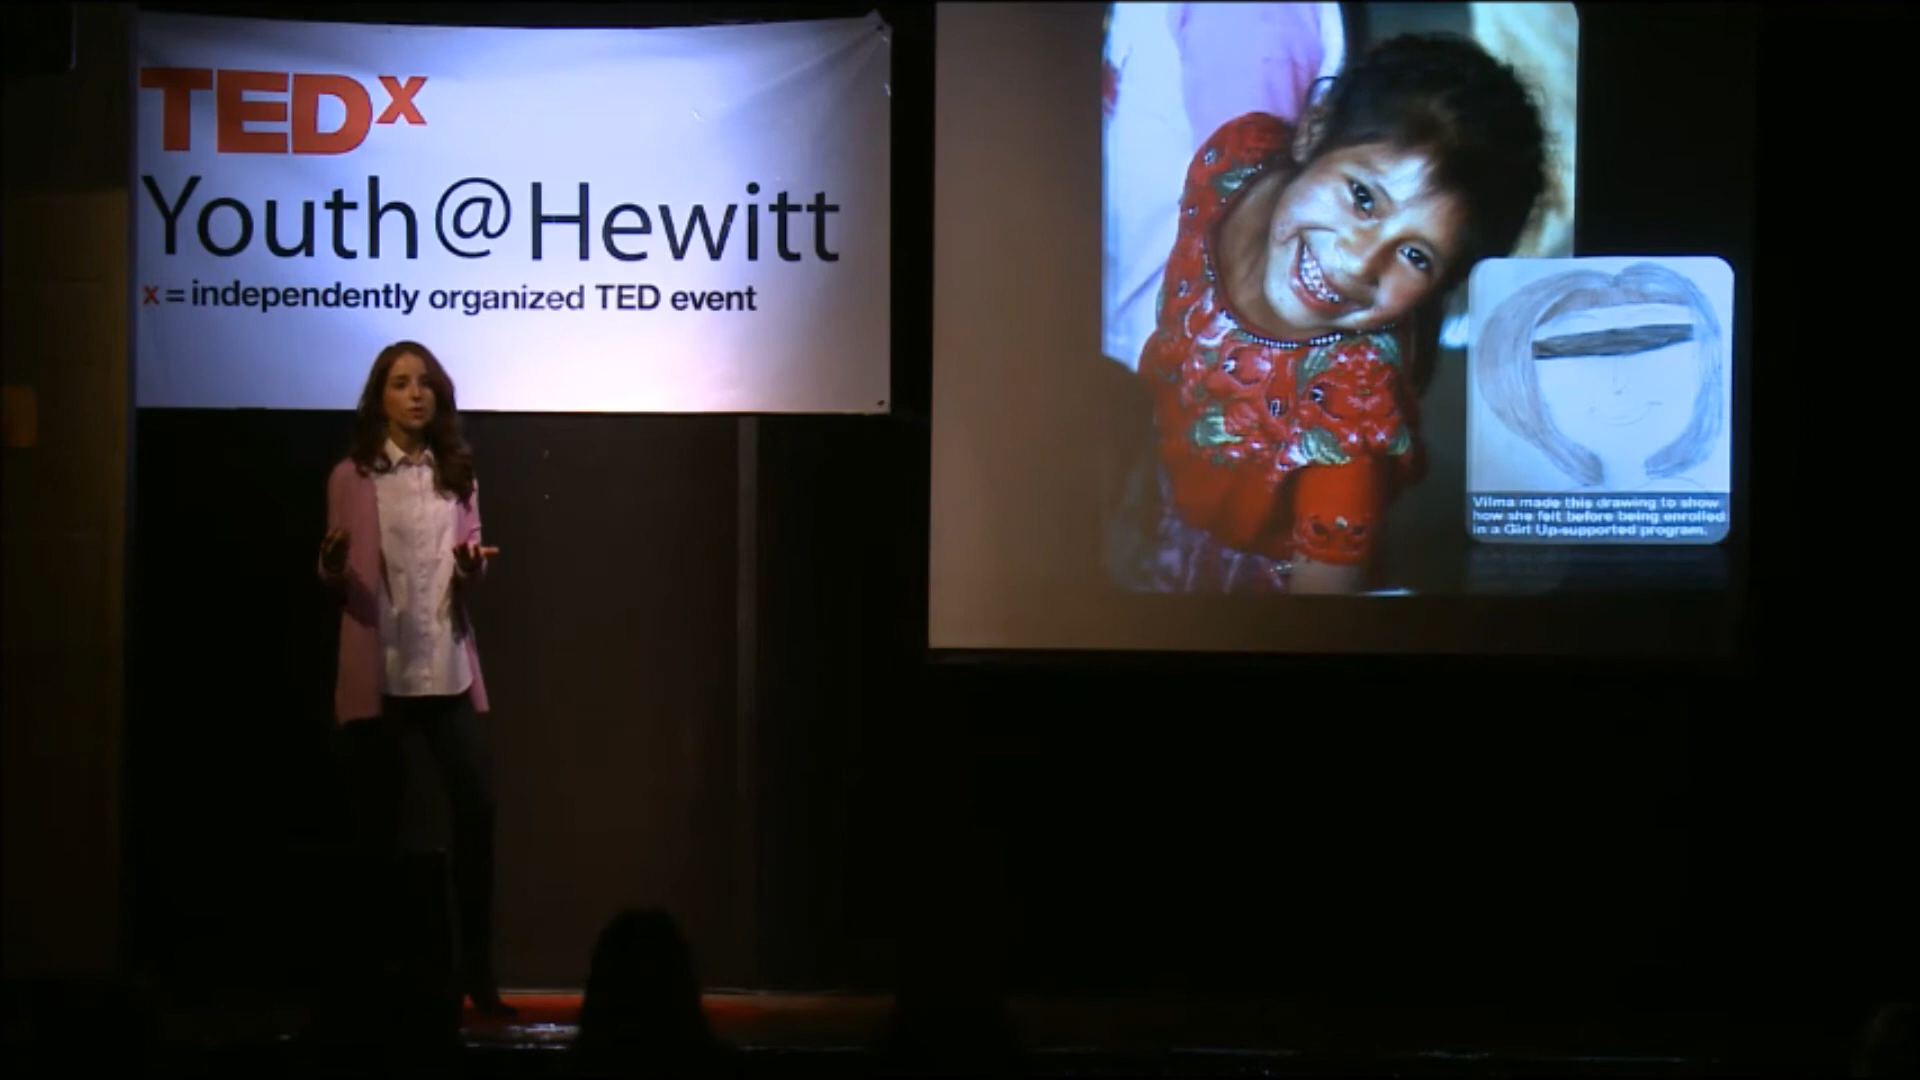 TEDx
Youth@Hewitt
x = independently organized TED event
Vilma made this drawing to show
how she felt before being enrolled
in a Girl Up-supported program.